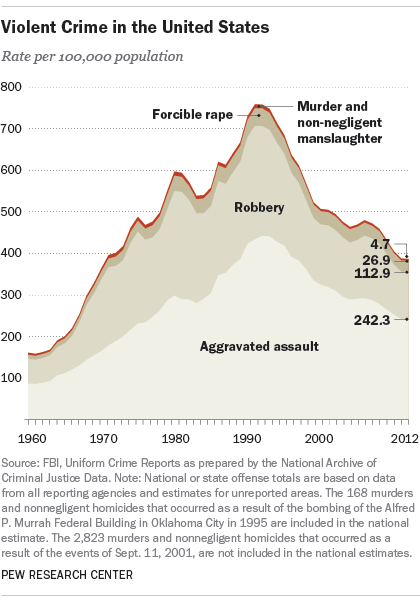 Violent Crime in the United States
Rate per 100,000 population
800
700
600
500
400
300
200
100
Forcible rape
Murder and
non-negligent
manslaughter
Robbery
4.7
26.9
112.9
242.3
Aggravated assault
1960
1970
1980
1990
2000
2012
Source: FBI, Uniform Crime Reports as prepared by the National Archive of
Criminal Justice Data. Note: National or state offense totals are based on data
from all reporting agencies and estimates for unreported areas. The 168 murders
and nonnegligent homicides that occurred as a result of the bombing of the Alfred
P. Murrah Federal Building in Oklahoma City in 1995 are included in the national
estimate. The 2,823 murders and nonnegligent homicides that occurred as a
result of the events of Sept. 11, 2001, are not included in the national estimates.
PEW RESEARCH CENTER